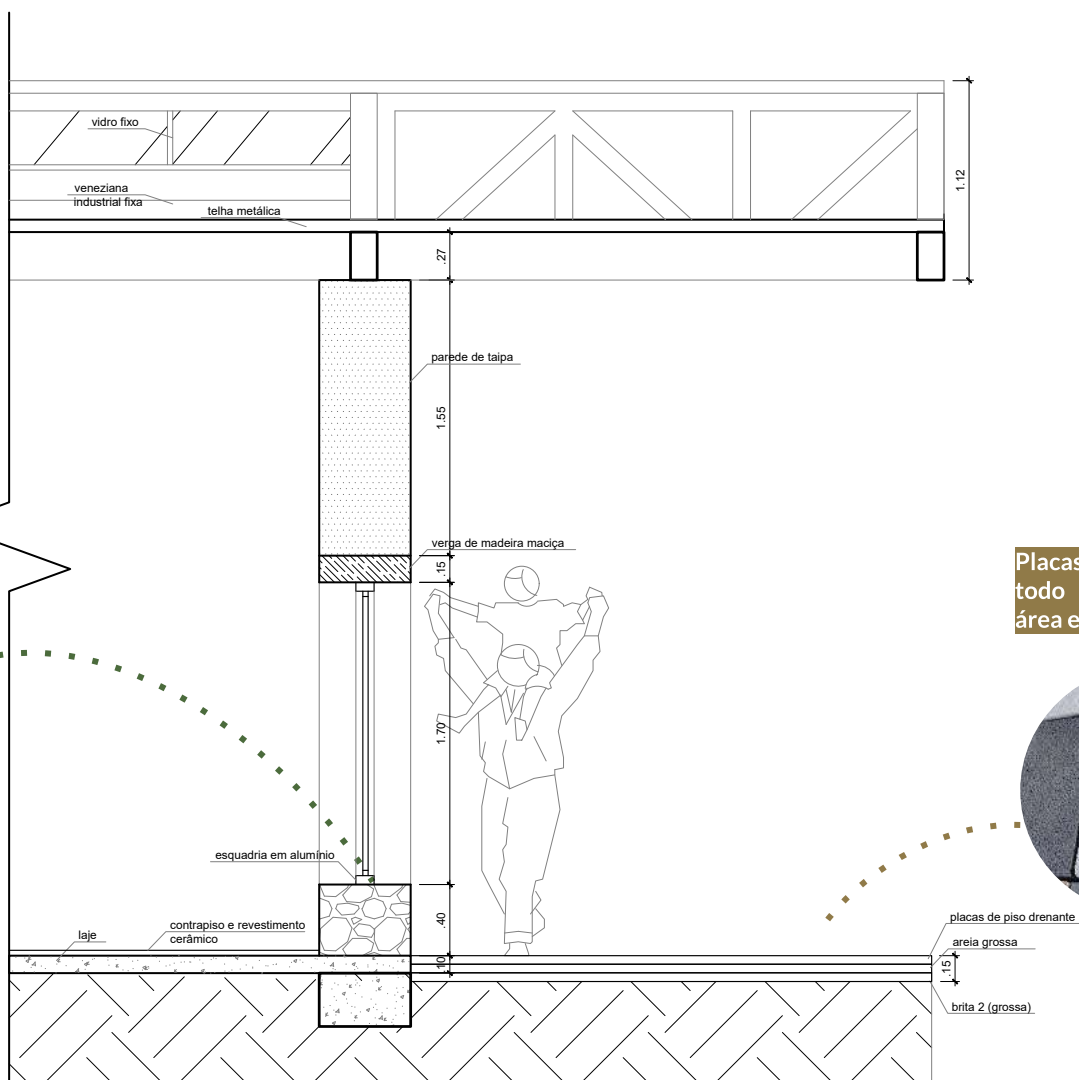 vidro fixo
veneziana
industrial fixa
telha metálica
1.12
.27
parede de taipa
1.55
verga de madeira maciça
.15
Placas
todo
área e
1.70
esquadria em alumínio
.40
contrapiso e revestimento
cerâmico
laje
.10
placas de piso drenante
areia grossa
.15
brita 2 (grossa)